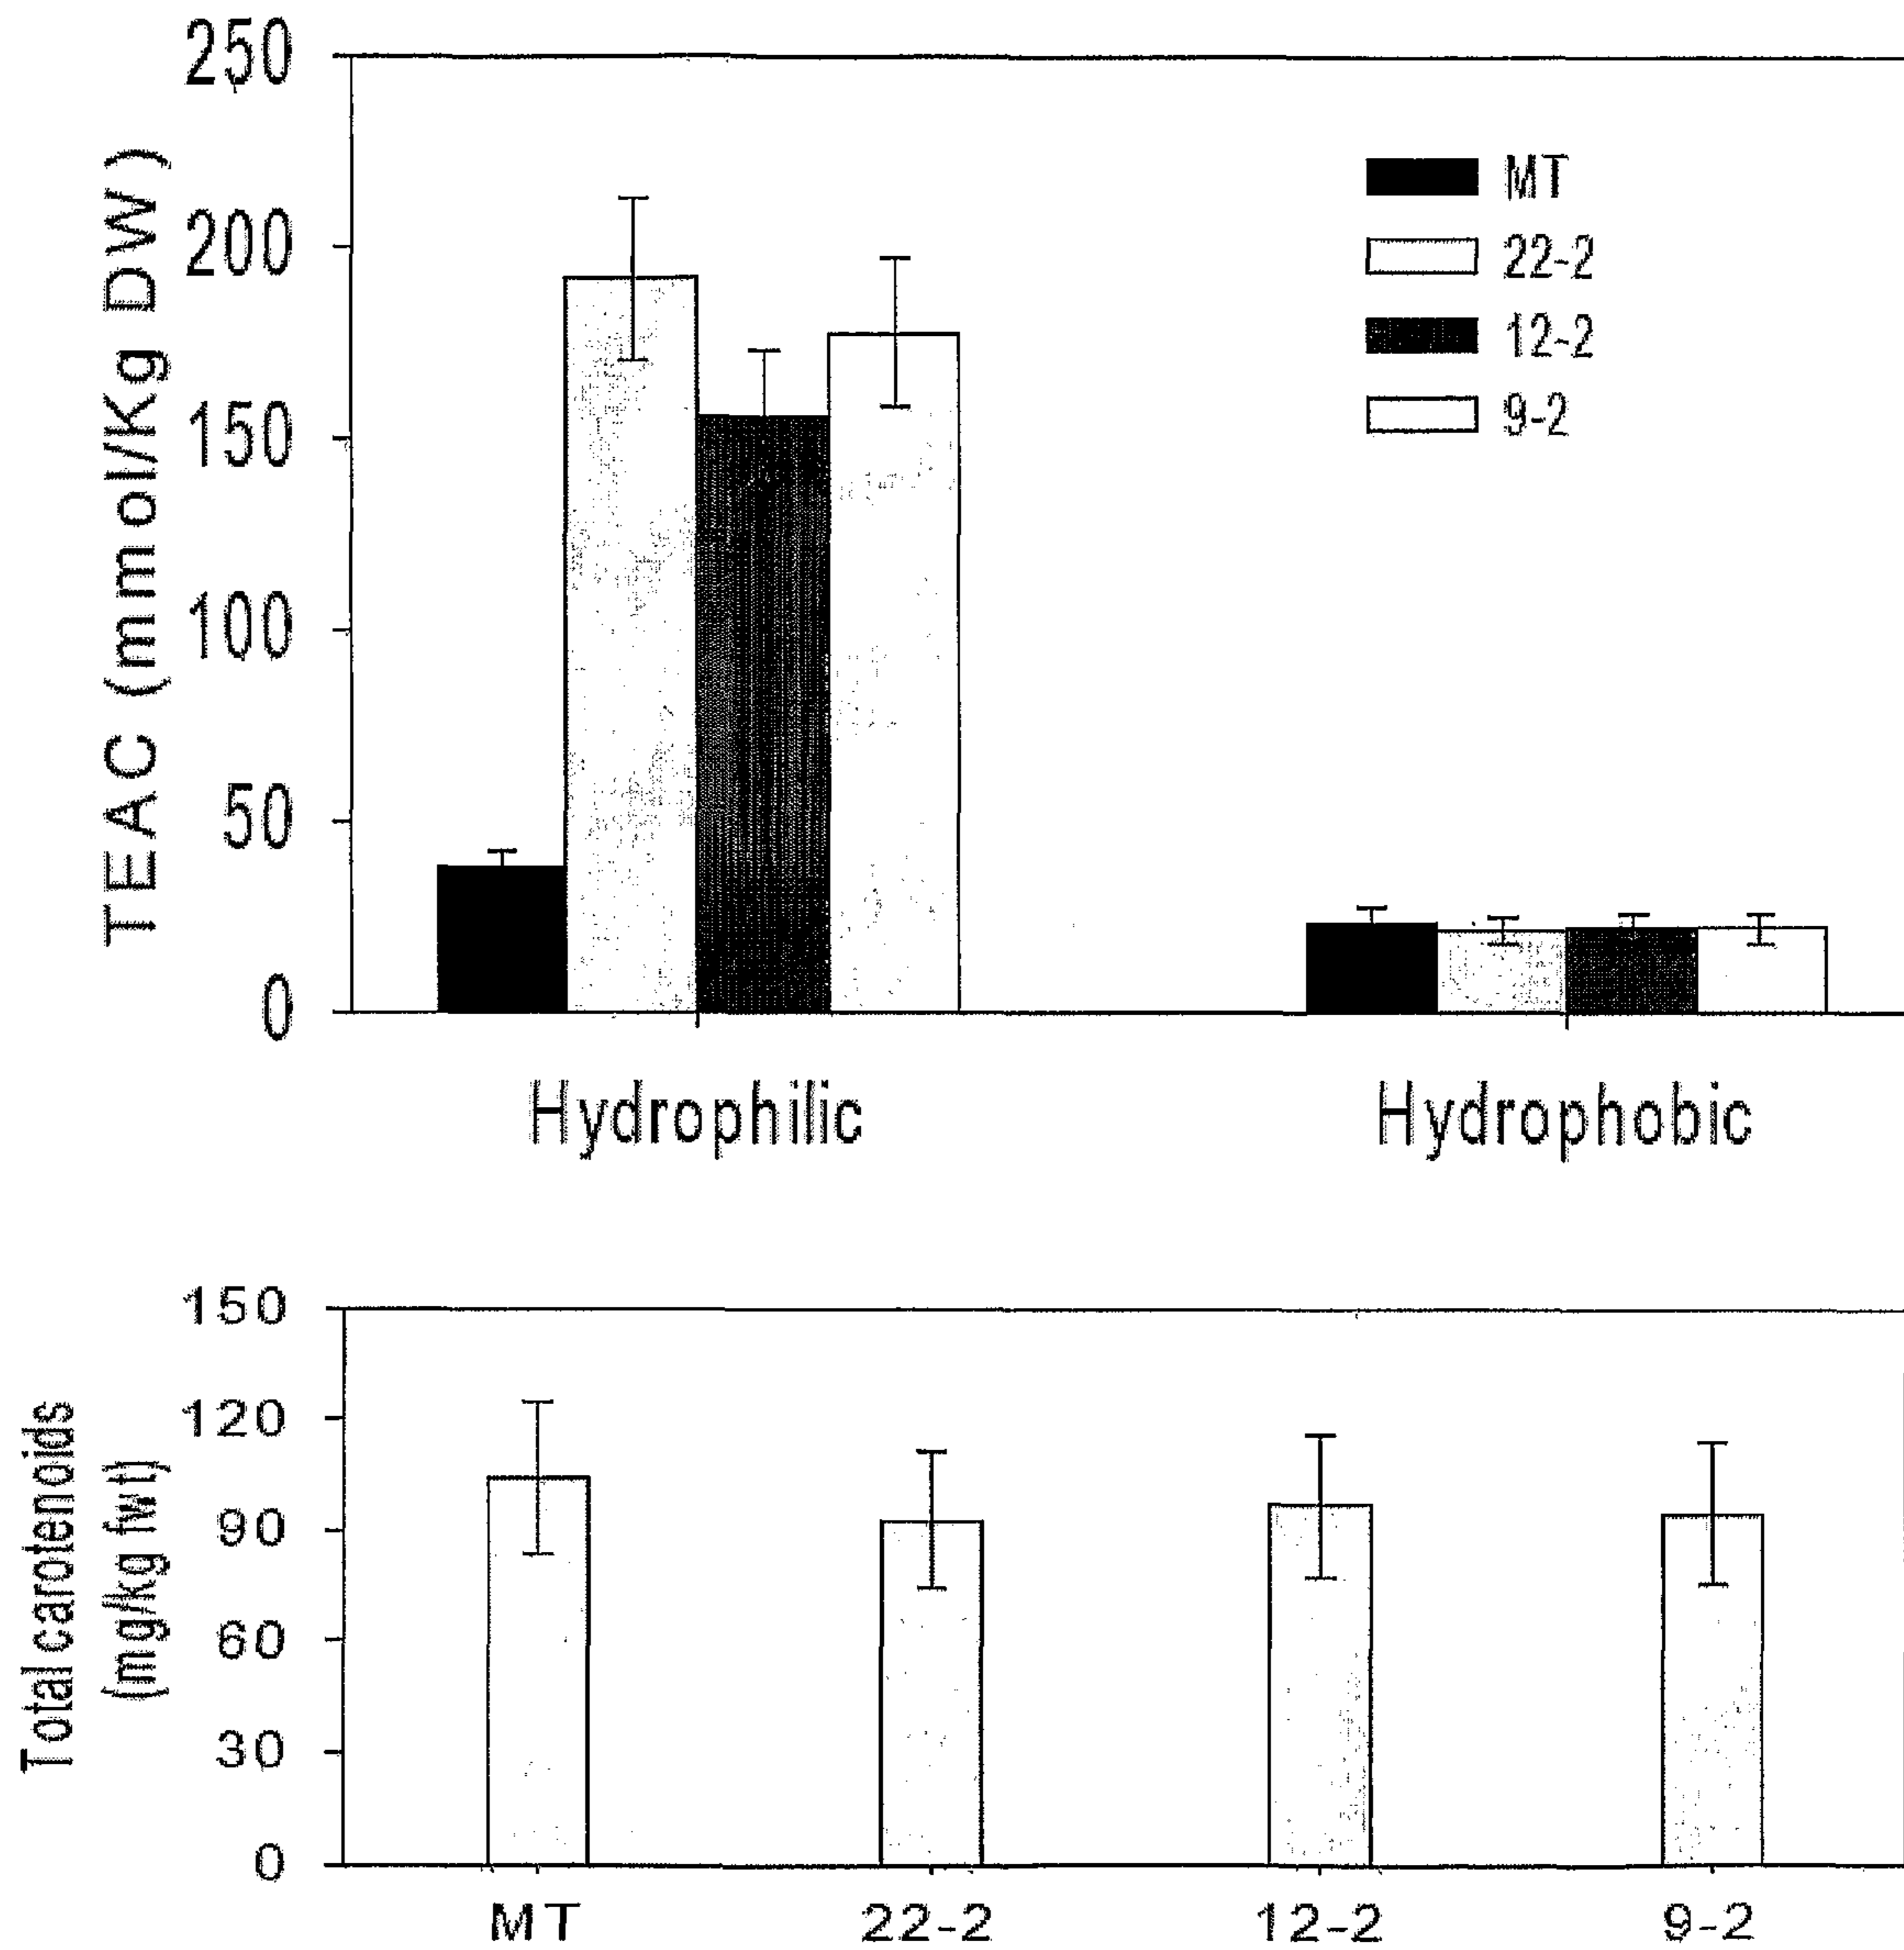 250
200
150
100
50
0
TEAC (mmol/Kg DW)
MT
22-2
12-2
9-2
Hydrophilic Hydrophobic
150
120
90
60
30
0
Total carotenoids
(mg/kg fwt)
MT 22-2 12-2 9-2